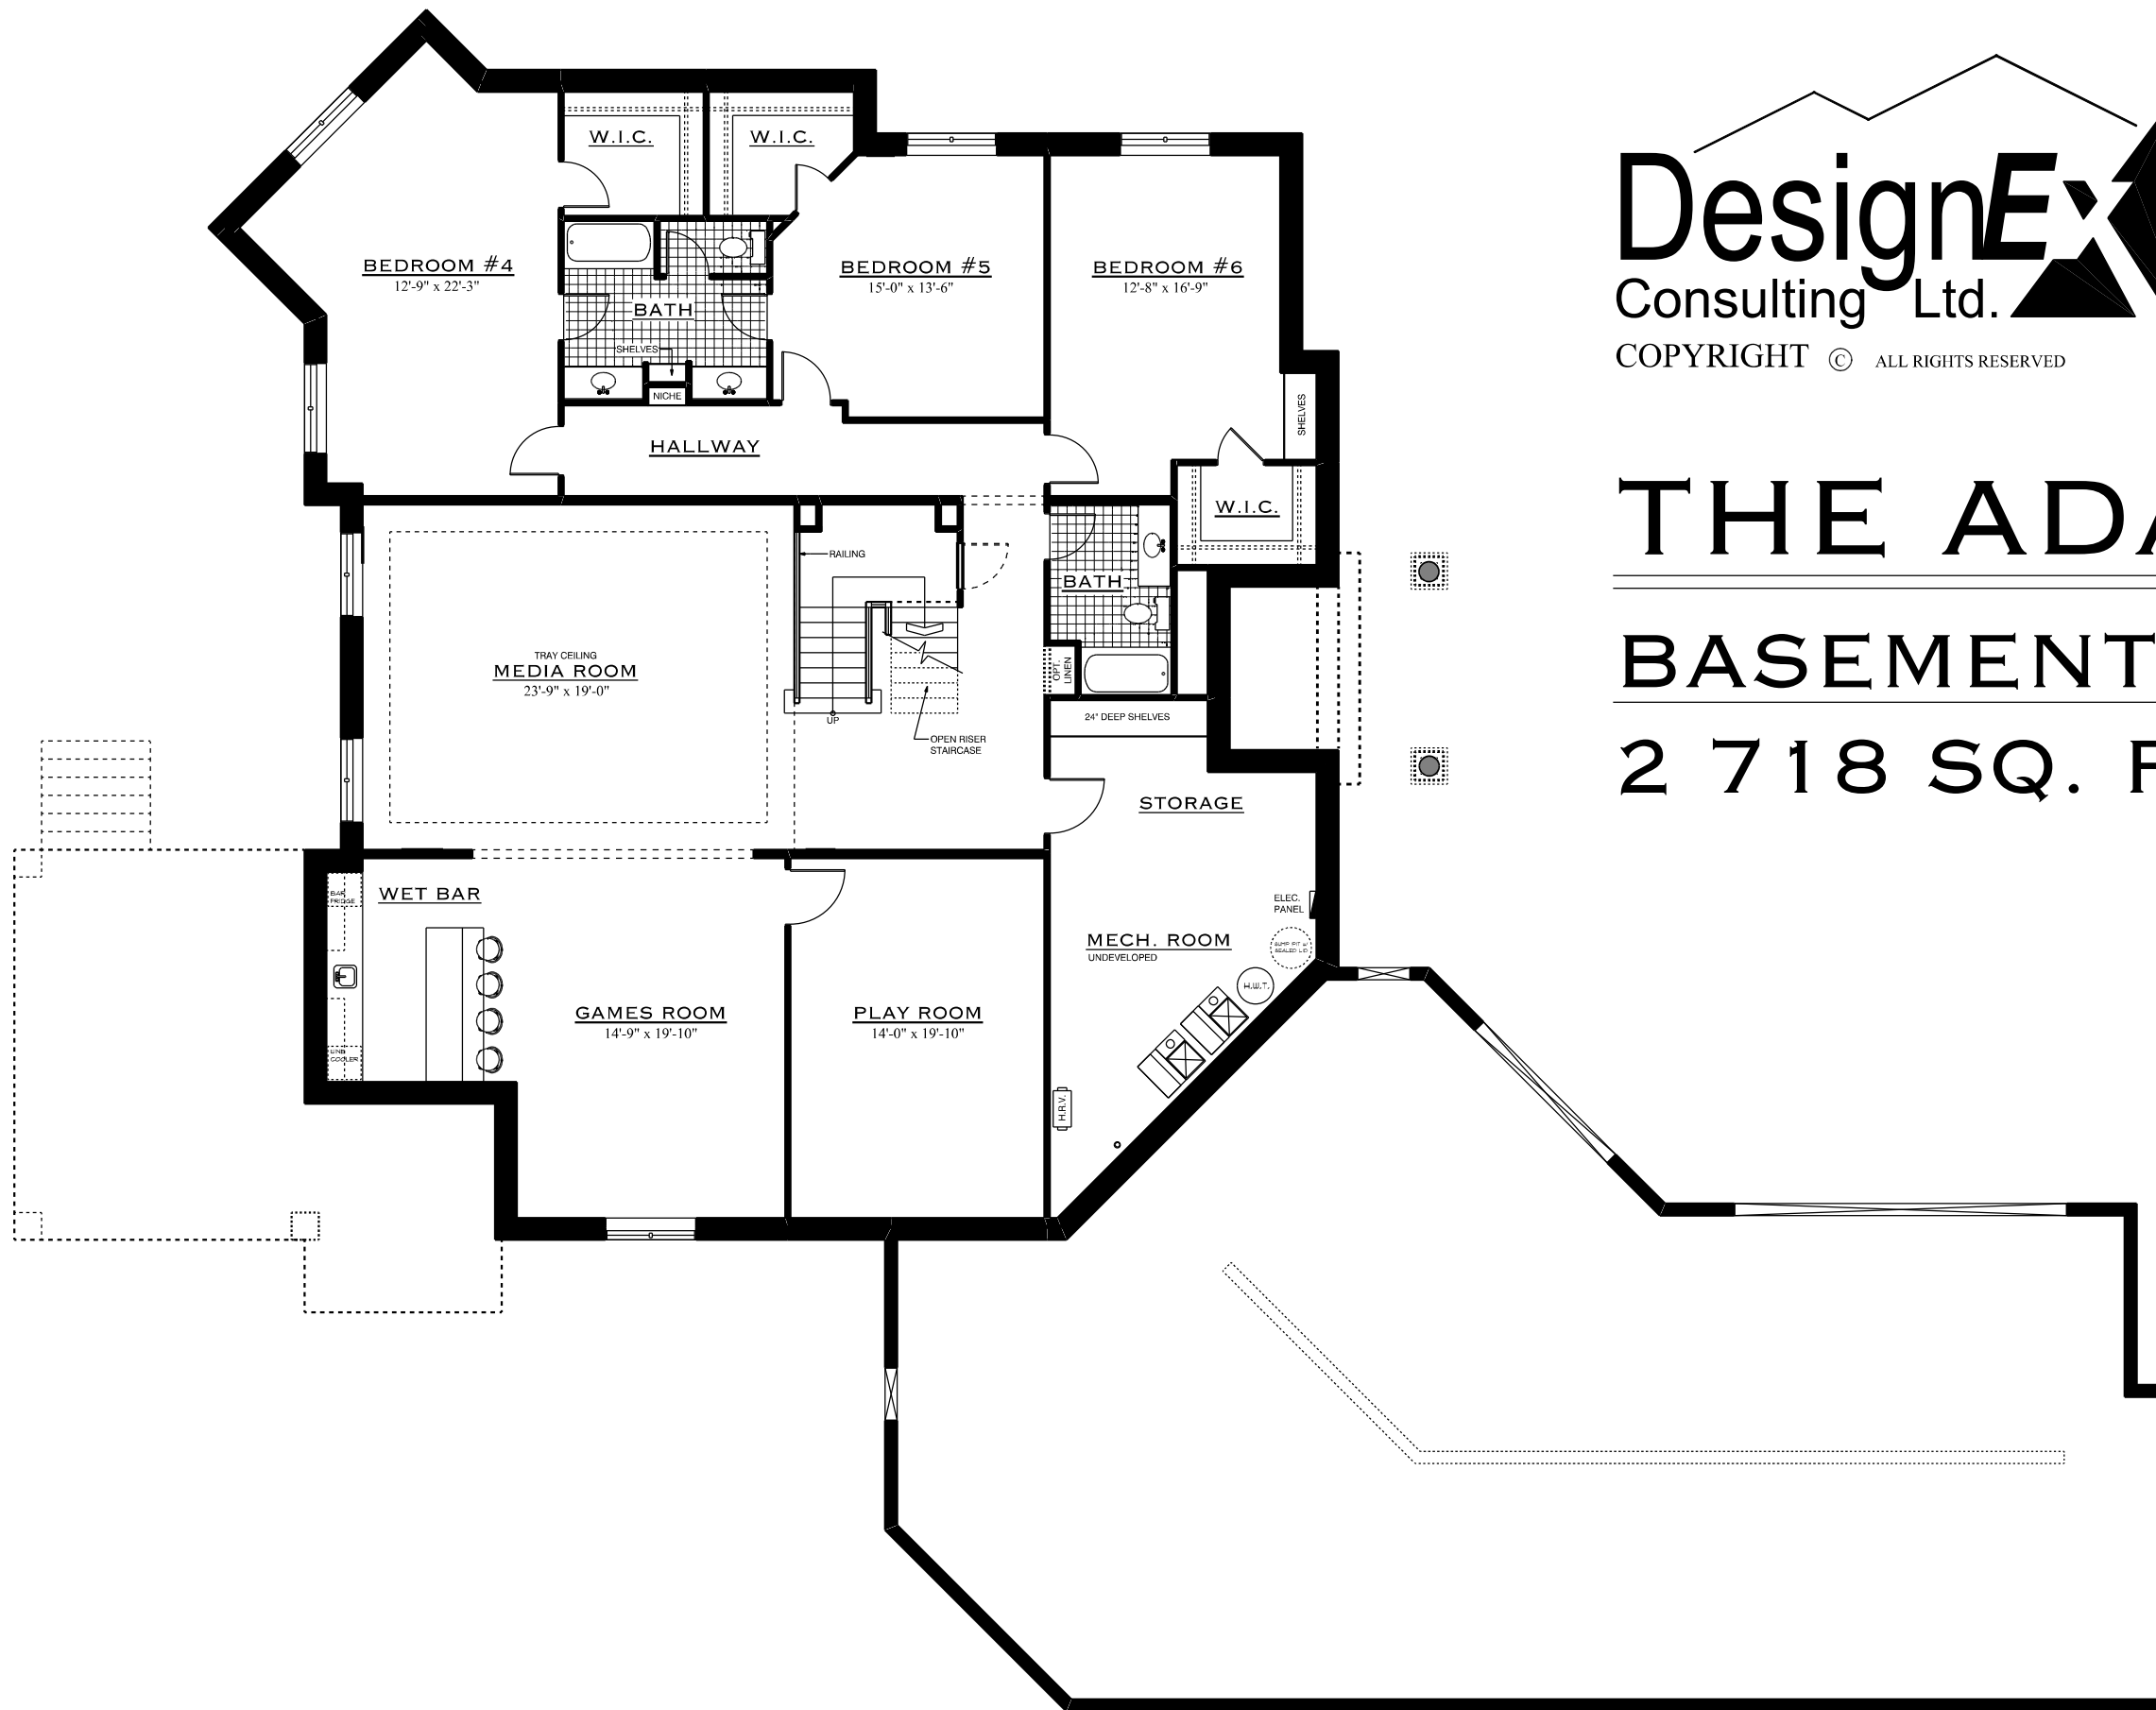 DesignEx
Consulting Ltd.
COPYRIGHT © ALL RIGHTS RESERVED
THE ADA
BASEMENT
2 718 SQ. F
W.I.C.
W.I.C.
BEDROOM #4
12'-9" x 22'-3"
BEDROOM #5
15'-0" x 13'-6"
BEDROOM #6
12'-8" x 16'-9"
BATH
SHELVES
NICHE
SHELVES
HALLWAY
W.I.C.
RAILING
BATH
TRAY CEILING
MEDIA ROOM
23'-9" x 19'-0"
OPT.
LINEN
UP
24" DEEP SHELVES
OPEN RISER
STAIRCASE
STORAGE
WET BAR
BAR
FRIDGE
ELEC.
PANEL
MECH. ROOM
UNDEVELOPED
SUMP PIT w/
SEALED LID
H.W.T.
GAMES ROOM
14'-9" x 19'-10"
PLAY ROOM
14'-0" x 19'-10"
COOLER
H.R.V.